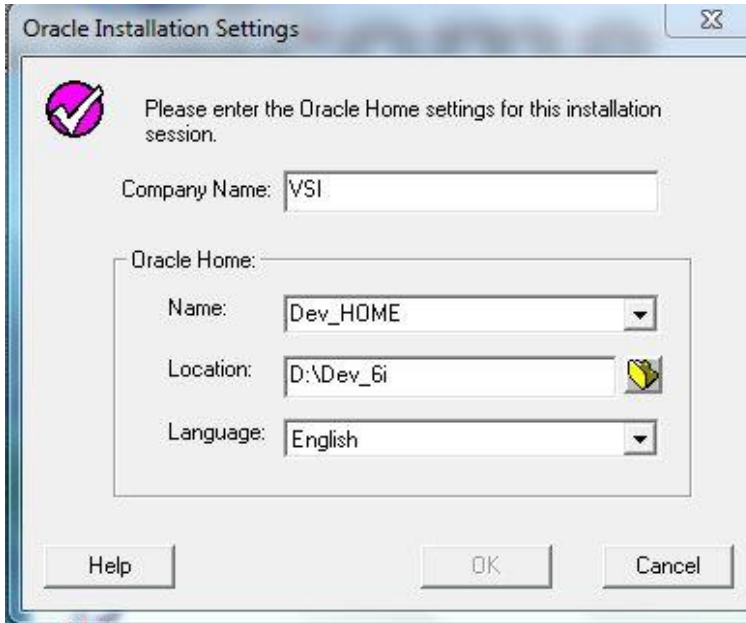 Oracle Installation Settings
Please enter the Oracle Home settings for this installation
session.
Company Name: VSI
Oracle Home:
Name: Dev_HOME
Location: D:\Dev_6i
Language: English
Help OK Cancel